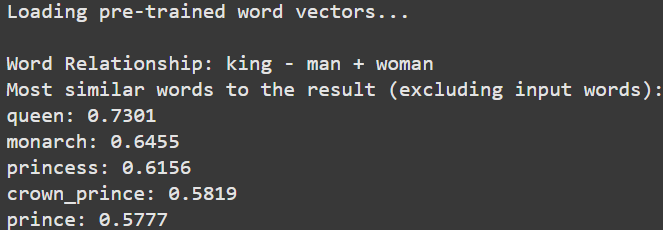 Loading pre-trained word vectors...
Word Relationship: king - man + woman
Most similar words to the result (excluding input words):
queen: 0.7301
monarch: 0.6455
princess: 0.6156
crown_prince: 0.5819
prince: 0.5777